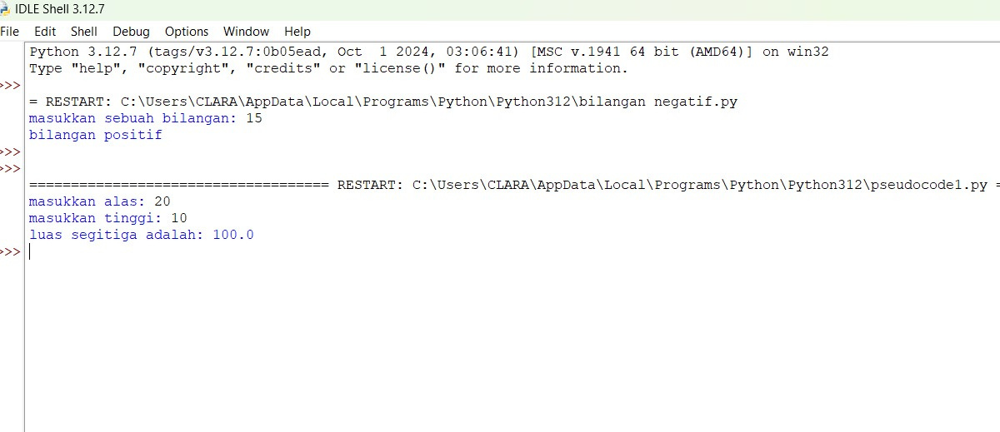 IDLE Shell 3.12.7
File Edit Shell Debug Options Window Help
Python 3.12.7 (tags/v3.12.7:0b05ead, Oct  1 2024, 03:06:41) [MSC v.1941 64 bit (AMD64)] on win32
Type "help", "copyright", "credits" or "license()" for more information.
>>>
= RESTART: C:\Users\CLARA\AppData\Local\Programs\Python\Python312\bilangan negatif.py
masukkan sebuah bilangan: 15
bilangan positif
>>>
>>>
==================================== RESTART: C:\Users\CLARA\AppData\Local\Programs\Python\Python312\pseudocode1.py =
masukkan alas: 20
masukkan tinggi: 10
luas segitiga adalah: 100.0
>>>